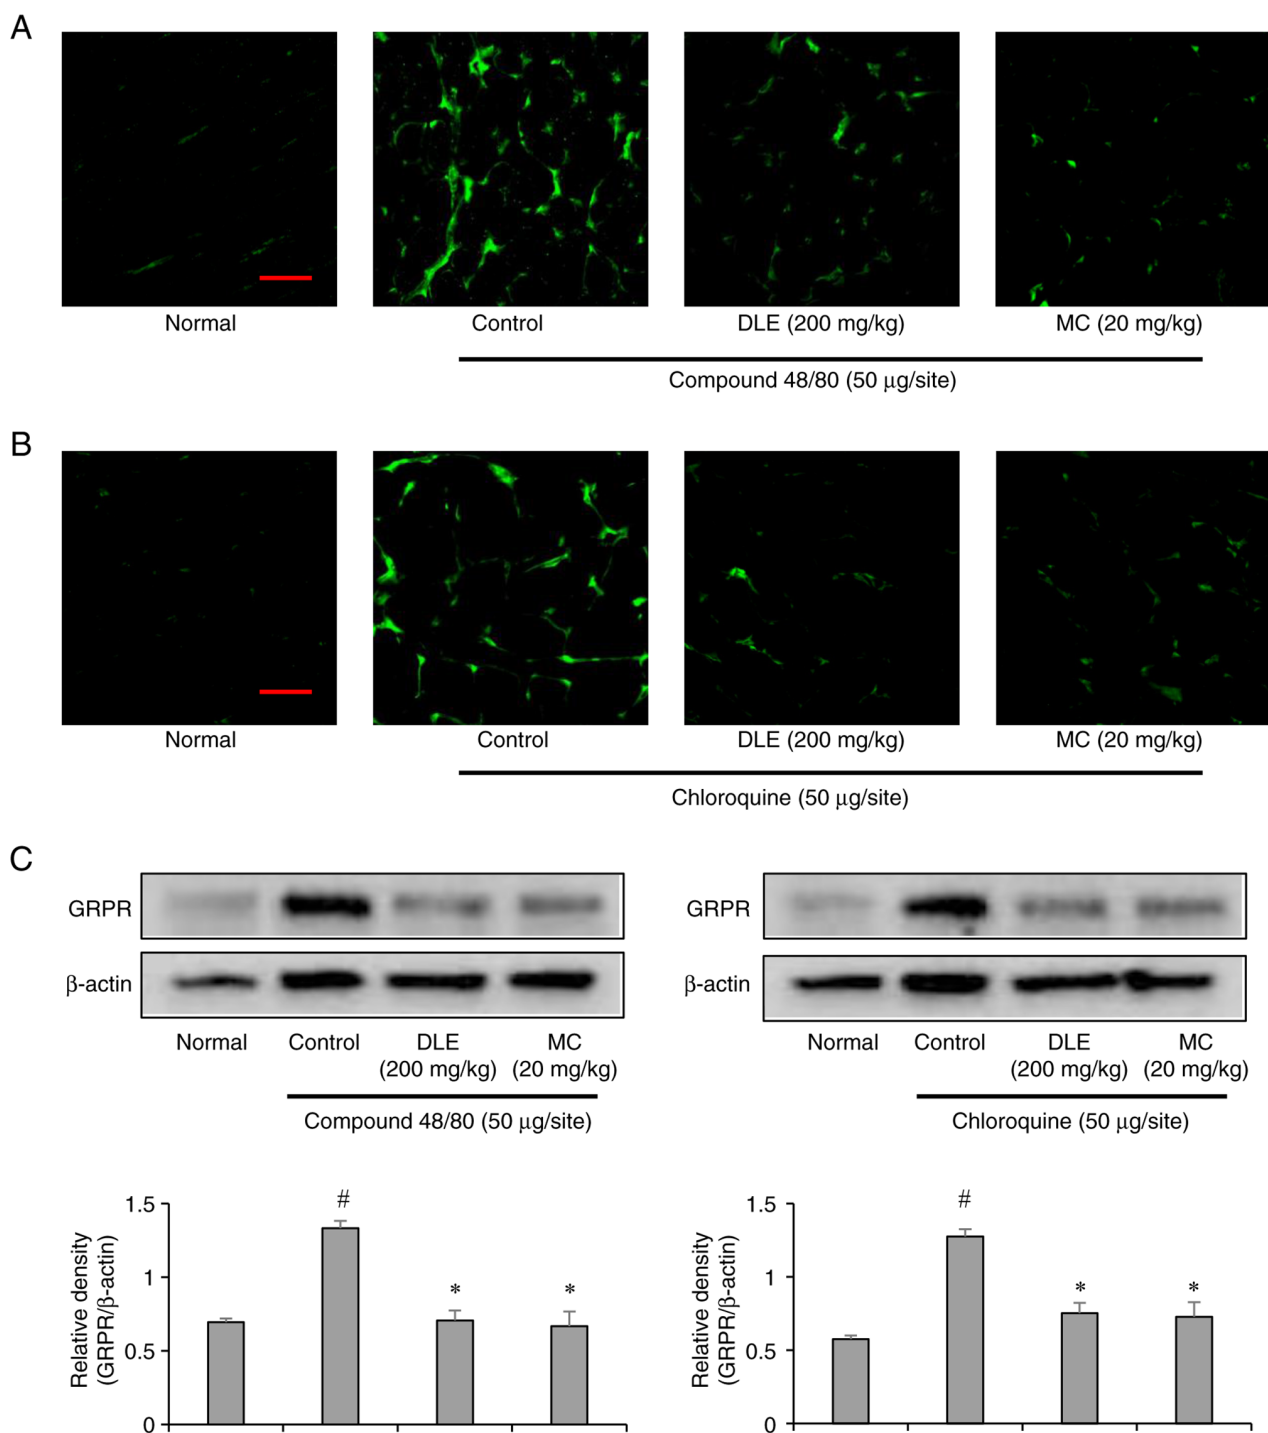 A
Normal
Control
DLE (200 mg/kg)
MC (20 mg/kg)
Compound 48/80 (50 μg/site)
B
Normal
Control
DLE (200 mg/kg)
MC (20 mg/kg)
Chloroquine (50 μg/site)
C
GRPR
β-actin
Normal
Control
DLE
(200 mg/kg)
MC
(20 mg/kg)
Compound 48/80 (50 μg/site)
GRPR
β-actin
Normal
Control
DLE
(200 mg/kg)
MC
(20 mg/kg)
Chloroquine (50 μg/site)
Relative density
(GRPR/β-actin)
1.5
1
0.5
0
#
*
*
Relative density
(GRPR/β-actin)
1.5
1
0.5
0
#
*
*